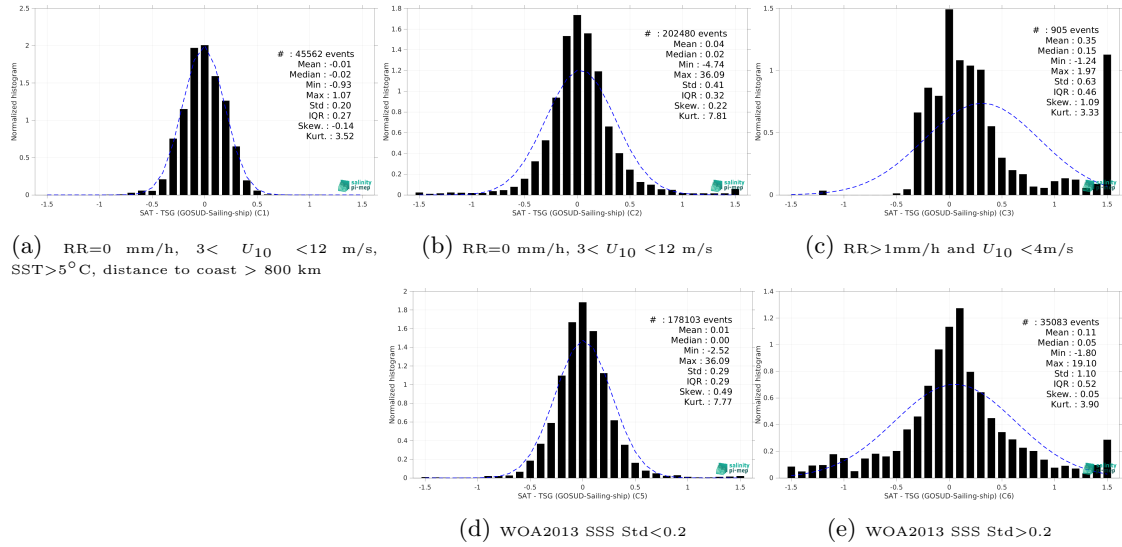 2.5
2
1.5
1
0.5
0
Normalized histogram
# : 45562 events
Mean : -0.01
Median : -0.02
Min : -0.93
Max : 1.07
Std : 0.20
IQR : 0.27
Skew. : -0.14
Kurt. : 3.52
salinity
pi-mep
-1.5 -1 -0.5 0 0.5 1 1.5
SAT - TSG (GOSUD-Sailing-ship) (C1)
(a) RR=0 mm/h, 3< U10 <12 m/s,
SST>5°C, distance to coast > 800 km
1.8
1.6
1.4
1.2
1
0.8
0.6
0.4
0.2
0
Normalized histogram
# : 202480 events
Mean : 0.04
Median : 0.02
Min : -4.74
Max : 36.09
Std : 0.41
IQR : 0.32
Skew. : 0.22
Kurt. : 7.81
salinity
pi-mep
-1.5 -1 -0.5 0 0.5 1 1.5
SAT - TSG (GOSUD-Sailing-ship) (C2)
(b) RR=0 mm/h, 3< U10 <12 m/s
1.5
1
0.5
0
Normalized histogram
# : 905 events
Mean : 0.35
Median : 0.15
Min : -1.24
Max : 1.97
Std : 0.63
IQR : 0.46
Skew. : 1.09
Kurt. : 3.33
salinity
pi-mep
-1.5 -1 -0.5 0 0.5 1 1.5
SAT - TSG (GOSUD-Sailing-ship) (C3)
(c) RR>1mm/h and U10 <4m/s
2
1.8
1.6
1.4
1.2
1
0.8
0.6
0.4
0.2
0
Normalized histogram
# : 178103 events
Mean : 0.01
Median : 0.00
Min : -2.52
Max : 36.09
Std : 0.29
IQR : 0.29
Skew. : 0.49
Kurt. : 7.77
salinity
pi-mep
-1.5 -1 -0.5 0 0.5 1 1.5
SAT - TSG (GOSUD-Sailing-ship) (C5)
(d) WOA2013 SSS Std<0.2
1.4
1.2
1
0.8
0.6
0.4
0.2
0
Normalized histogram
# : 35083 events
Mean : 0.11
Median : 0.05
Min : -1.80
Max : 19.10
Std : 1.10
IQR : 0.52
Skew. : 0.05
Kurt. : 3.90
salinity
pi-mep
-1.5 -1 -0.5 0 0.5 1 1.5
SAT - TSG (GOSUD-Sailing-ship) (C6)
(e) WOA2013 SSS Std>0.2